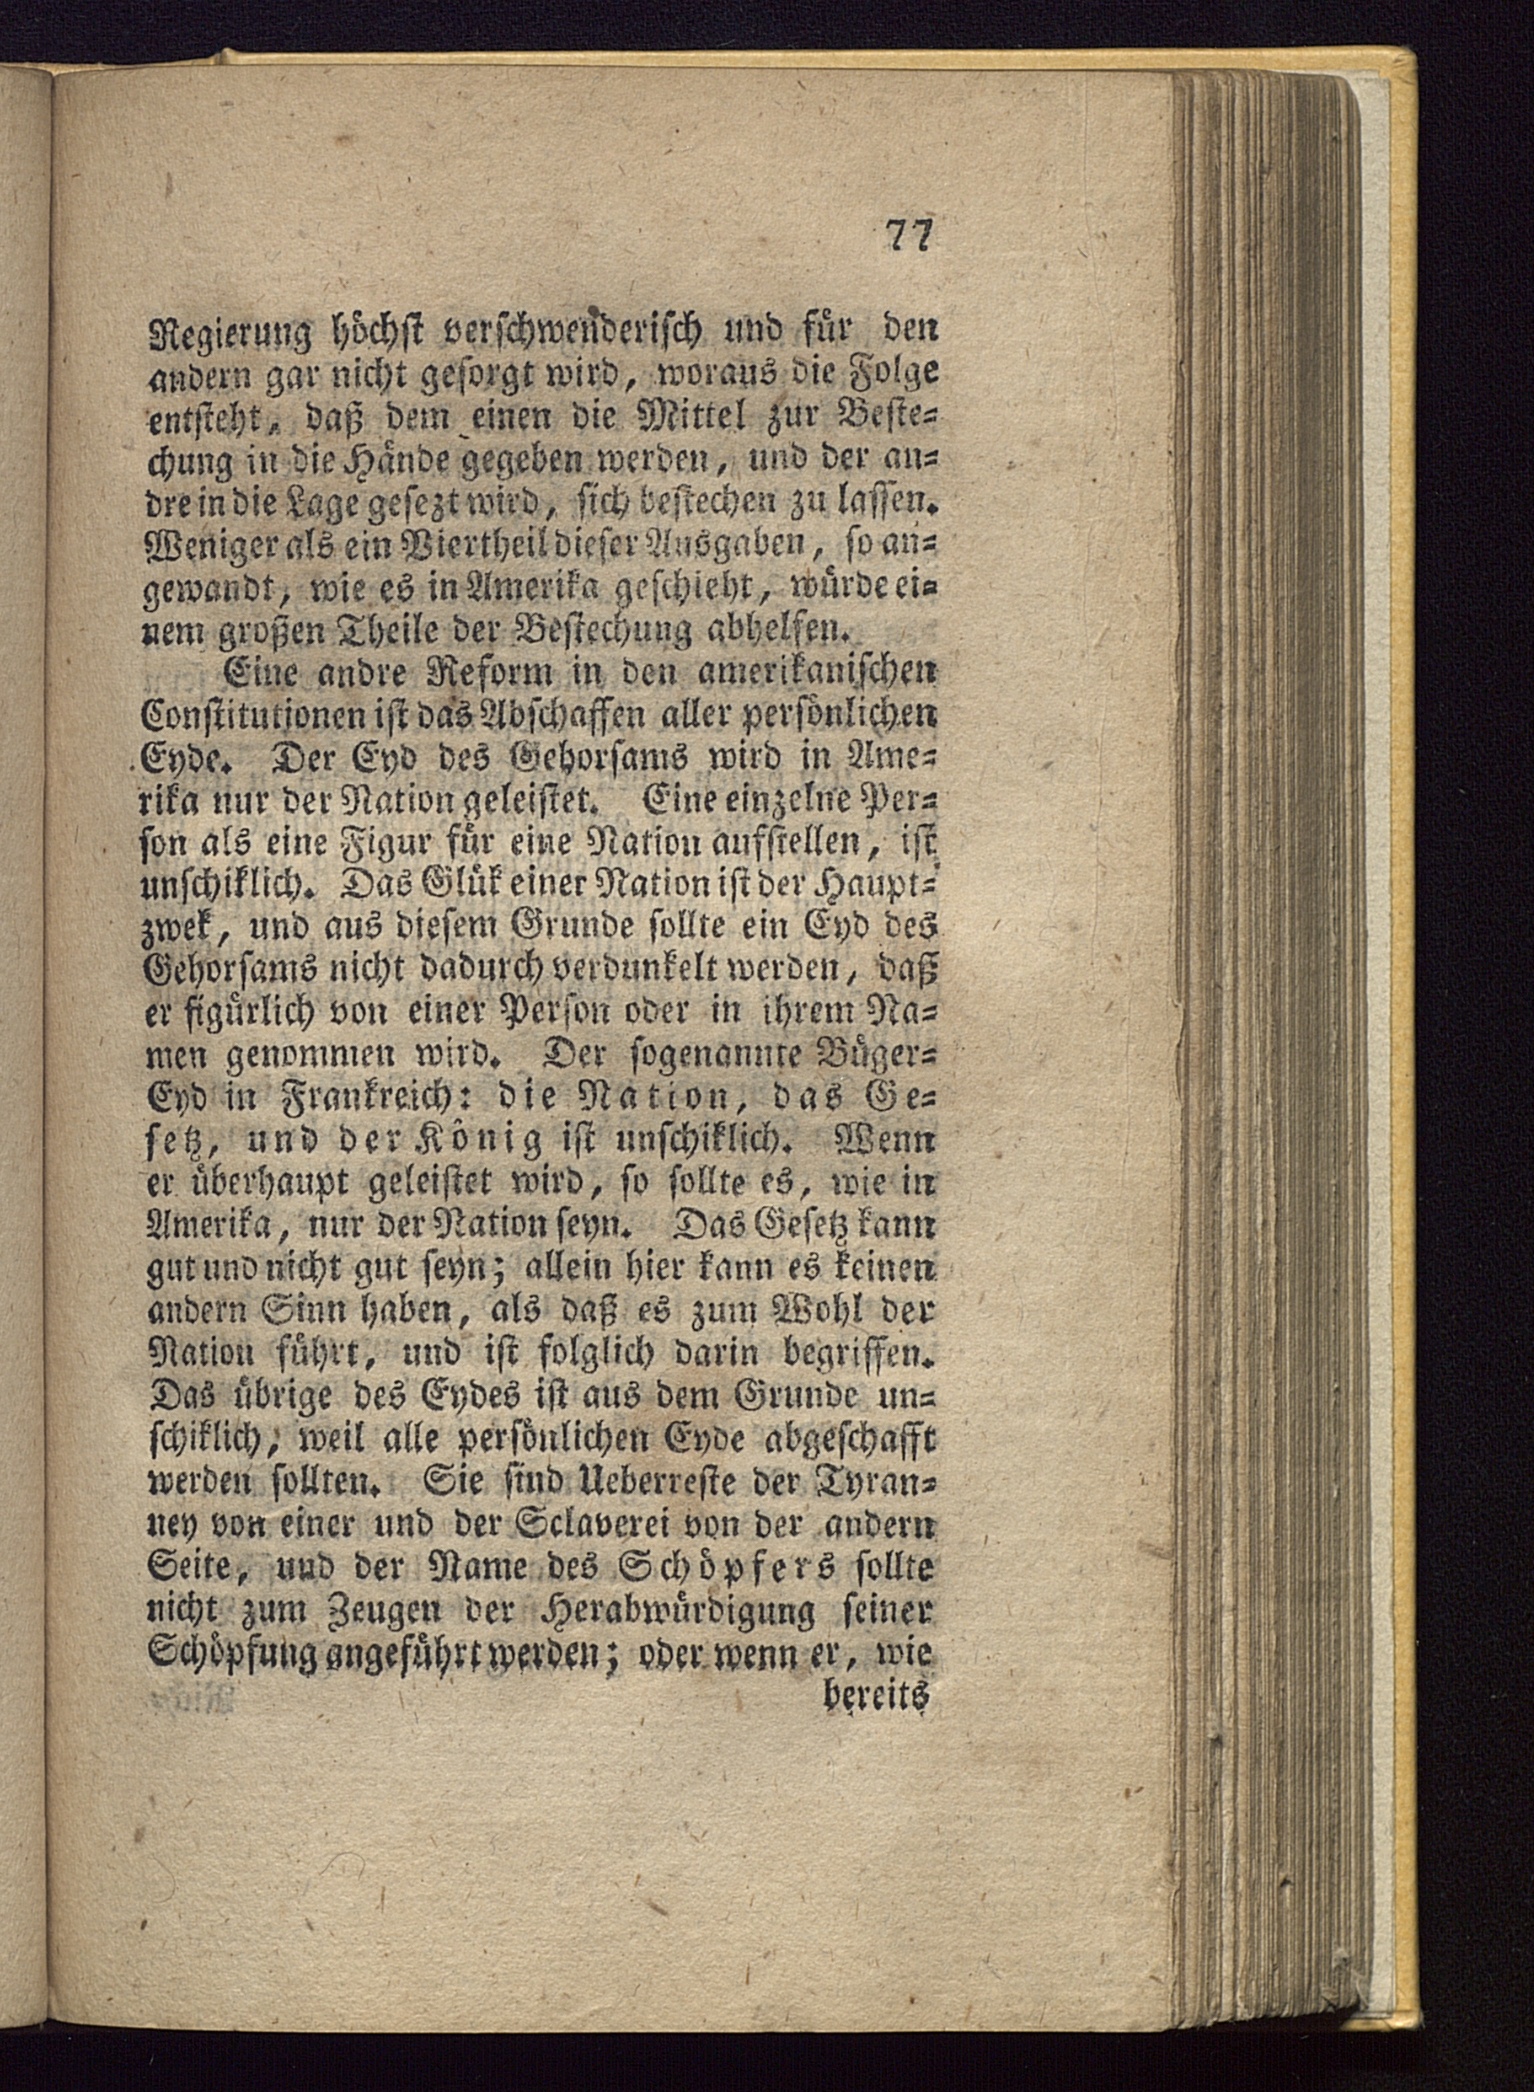 77
Regierung höchst verschwenderisch und für den
andern gar nicht gesorgt wird, woraus die Folge
entsteht, daß dem einen die Mittel zur Beste-
chung in die Hände gegeben werden, und der an-
dre in die Lage gesezt wird, sich bestechen zu lassen.
Weniger als ein Viertheil dieser Ausgaben, so an-
gewandt, wie es in Amerika geschieht, würde ei-
nem großen Theile der Bestechung abhelfen.
Eine andre Reform in den amerikanischen
Constitutionen ist das Abschaffen aller persönlichen
Eyde. Der Eyd des Gehorsams wird in Ame-
rika nur der Nation geleistet. Eine einzelne Per-
son als eine Figur für eine Nation aufstellen, ist
unschiklich. Das Glük einer Nation ist der Haupt-
zwek, und aus diesem Grunde sollte ein Eyd des
Gehorsams nicht dadurch verdunkelt werden, daß
er figürlich von einer Person oder in ihrem Na-
men genommen wird. Der sogenannte Büger-
Eyd in Frankreich: die Nation, das Ge-
setz, und der König ist unschiklich. Wenn
er überhaupt geleistet wird, so sollte es, wie in
Amerika, nur der Nation seyn. Das Gesetz kann
gut und nicht gut seyn; allein hier kann es keinen
andern Sinn haben, als daß es zum Wohl der
Nation führt, und ist folglich darin begriffen.
Das übrige des Eydes ist aus dem Grunde un-
schiklich, weil alle persönlichen Eyde abgeschafft
werden sollten. Sie sind Ueberreste der Tyran-
ney von einer und der Sclaverei von der andern
Seite, und der Name des Schöpfers sollte
nicht zum Zeugen der Herabwürdigung seiner
Schöpfung angeführt werden; oder wenn er, wie
bereits